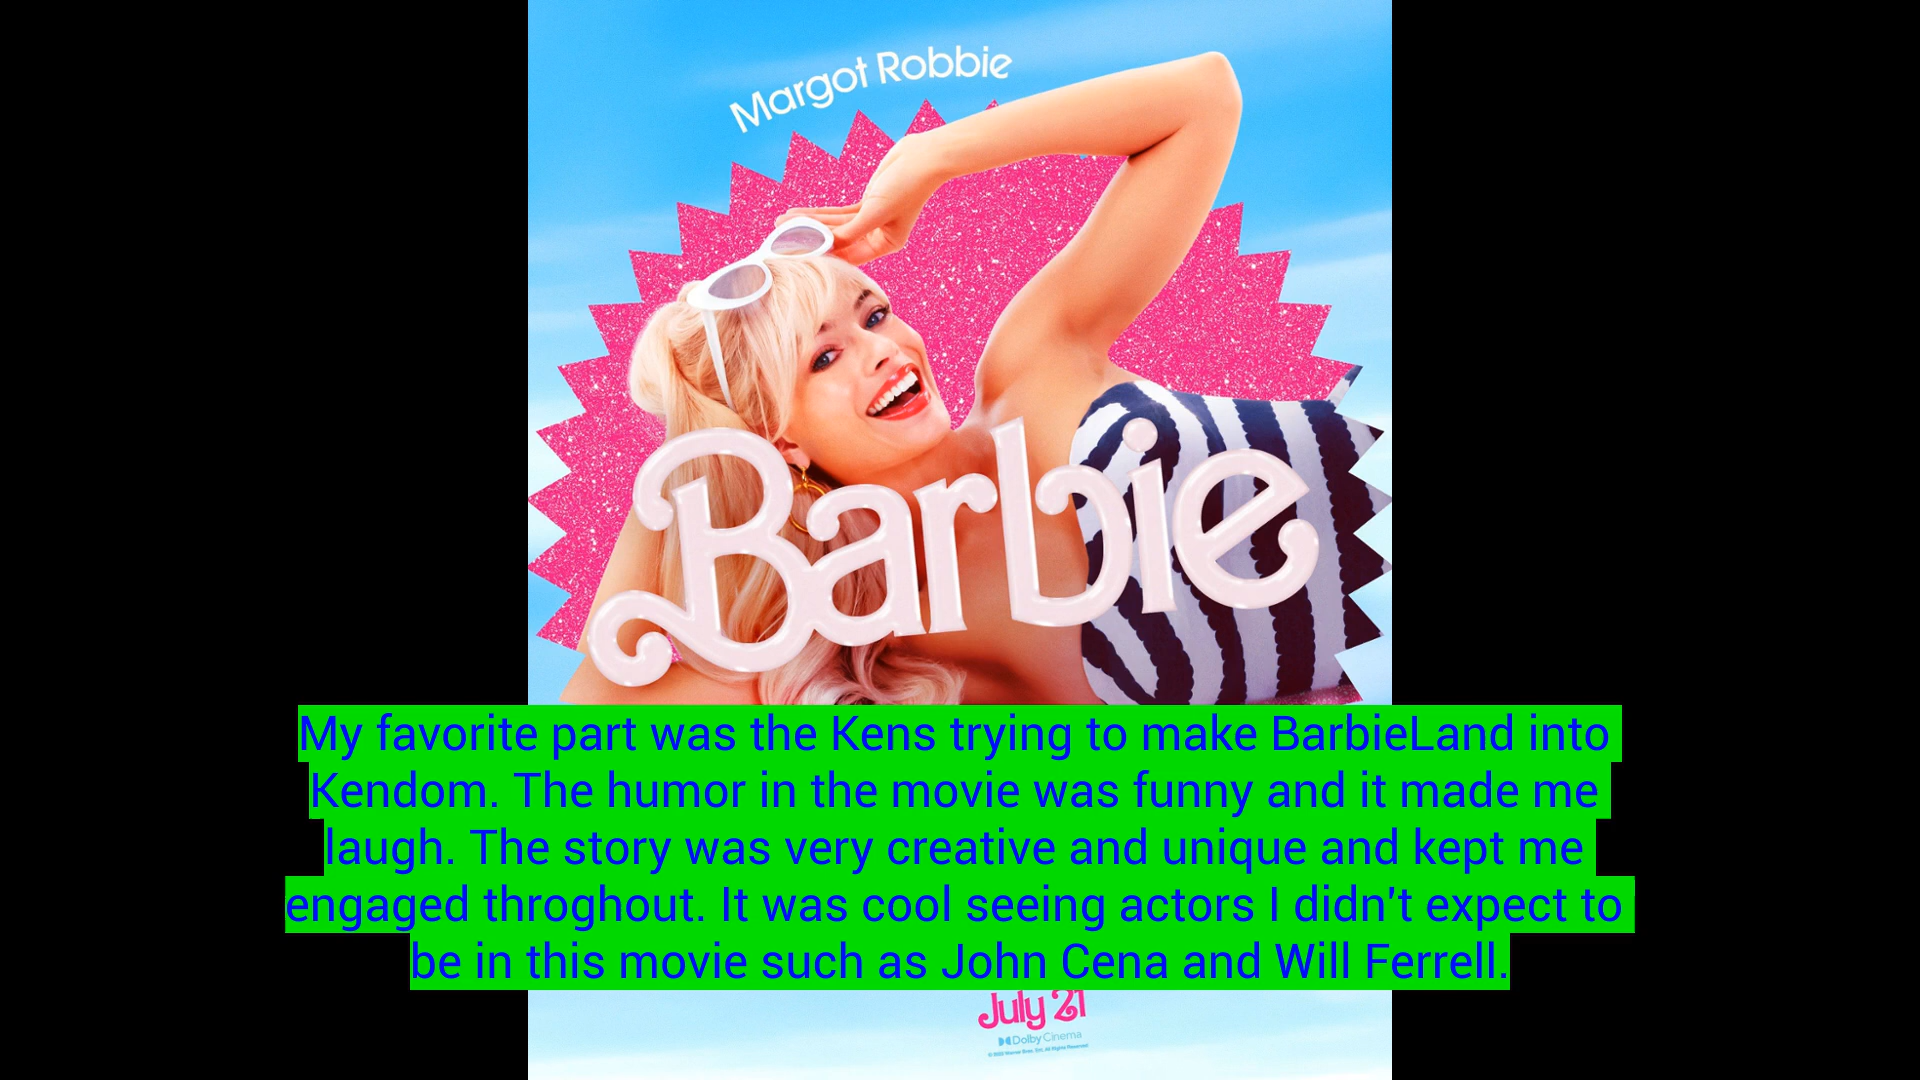 Margot Robbie
Barbie
My favorite part was the Kens trying to make BarbieLand into
Kendom. The humor in the movie was funny and it made me
laugh. The story was very creative and unique and kept me
engaged throghout. It was cool seeing actors I didn't expect to
be in this movie such as John Cena and Will Ferrell.
July 21
Dolby Cinema